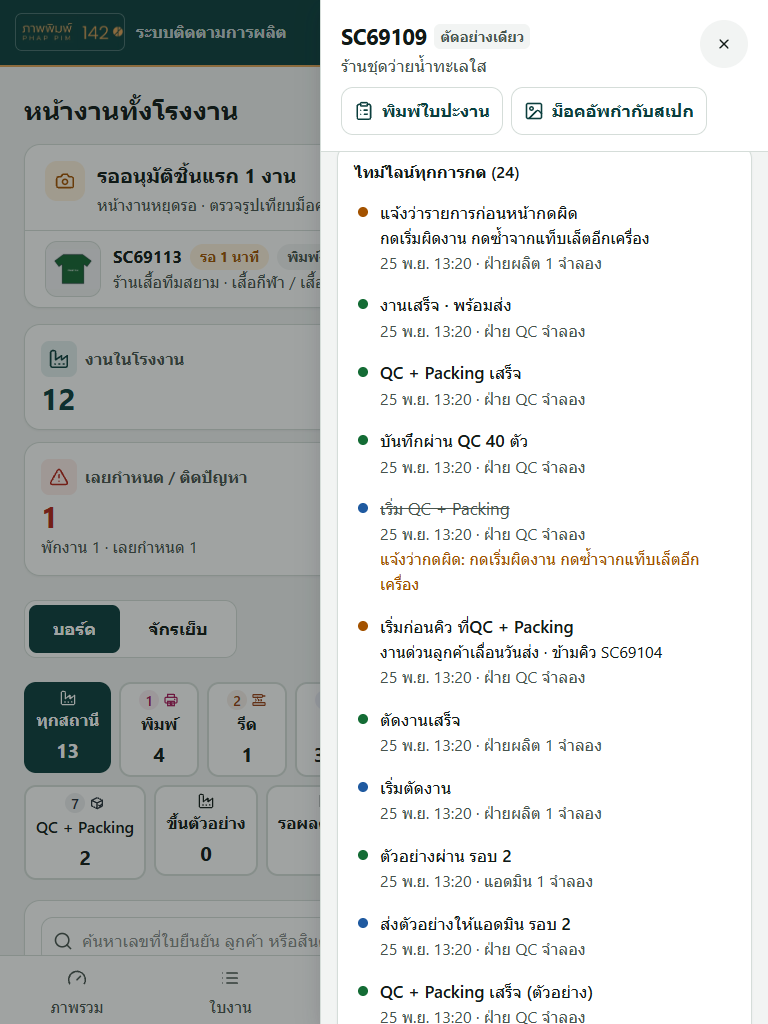 ภาพพิมพ์
PHAP PIM
142
ระบบติดตามการผลิต
หน้างานทั้งโรงงาน
รออนุมัติชิ้นแรก 1 งาน
หน้างานหยุดรอ · ตรวจรูปเทียบม็อค
SC69113 รอ 1 นาที พิมพ์
ร้านเสื้อทีมสยาม · เสื้อกีฬา / เสื้อ
งานในโรงงาน
12
เลยกำหนด / ติดปัญหา
1
พักงาน 1 · เลยกำหนด 1
บอร์ด จักรเย็บ
ทุกสถานี
13
1
พิมพ์
4
2
รีด
1
7
QC + Packing
2
ขึ้นตัวอย่าง
0
ค้นหาเลขที่ใบยืนยัน ลูกค้า หรือสิน
ภาพรวม
ใบงาน
SC69109 ตัดอย่างเดียว
ร้านชุดว่ายน้ำทะเลใส
พิมพ์ใบปะงาน
ม็อคอัพกำกับสเปก
ไทม์ไลน์ทุกการกด (24)
แจ้งว่ารายการก่อนหน้ากดผิด
กดเริ่มผิดงาน กดซ้ำจากแท็บเล็ตอีกเครื่อง
25 พ.ย. 13:20 · ฝ่ายผลิต 1 จำลอง
งานเสร็จ · พร้อมส่ง
25 พ.ย. 13:20 · ฝ่าย QC จำลอง
QC + Packing เสร็จ
25 พ.ย. 13:20 · ฝ่าย QC จำลอง
บันทึกผ่าน QC 40 ตัว
25 พ.ย. 13:20 · ฝ่าย QC จำลอง
เริ่ม QC + Packing
25 พ.ย. 13:20 · ฝ่าย QC จำลอง
แจ้งว่ากดผิด: กดเริ่มผิดงาน กดซ้ำจากแท็บเล็ตอีก
เครื่อง
เริ่มก่อนคิว ที่QC + Packing
งานด่วนลูกค้าเลื่อนวันส่ง · ข้ามคิว SC69104
25 พ.ย. 13:20 · ฝ่าย QC จำลอง
ตัดงานเสร็จ
25 พ.ย. 13:20 · ฝ่ายผลิต 1 จำลอง
เริ่มตัดงาน
25 พ.ย. 13:20 · ฝ่ายผลิต 1 จำลอง
ตัวอย่างผ่าน รอบ 2
25 พ.ย. 13:20 · แอดมิน 1 จำลอง
ส่งตัวอย่างให้แอดมิน รอบ 2
25 พ.ย. 13:20 · ฝ่าย QC จำลอง
QC + Packing เสร็จ (ตัวอย่าง)
25 พ.ย. 13:20 · ฝ่าย QC จำลอง